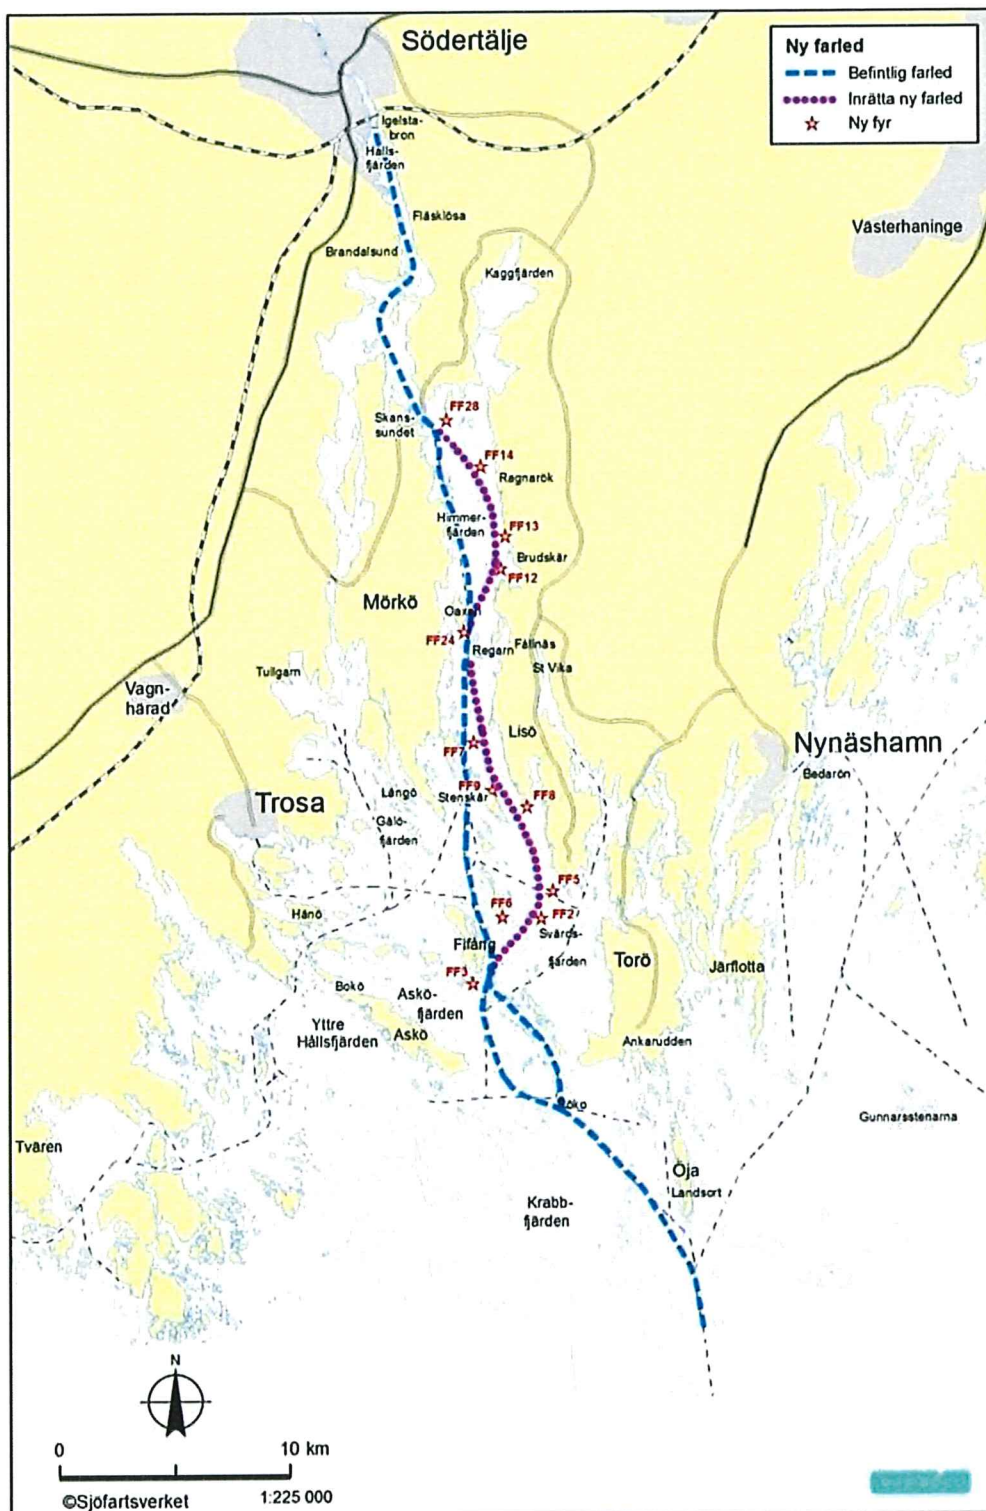 Södertälje
Ny farled
Befintlig farled
Inrätta ny farled
Ny fyr
Igelsta-
bron
Halls-
fjärden
Fläsklösa
Västerhaninge
Brandalsund
Kaggfjärden
FF28
Skans-
sundet
FF14
Ragnarök
Himmer-
fjärden
FF13
Brudskär
FF12
Mörkö
Oaxen
FF24
Regarn
Fållnäs
St Vika
Tullgarn
Vagn-
härad
Lisö
Nynäshamn
FF7
Bedarön
FF9
Långö
Stenskär
FF8
Trosa
Gälö-
fjärden
FF5
Hånö
FF6
FF2
Svärds-
fjärden
Fifång
Torö
Järflotta
FF3
Bokö
Askö-
fjärden
Yttre
Hållsfjärden
Askö
Ankarudden
Gunnarsstenarna
Tvären
Öja
Landsort
Krabb-
fjärden
N
0
10 km
©Sjöfartsverket
1:225 000